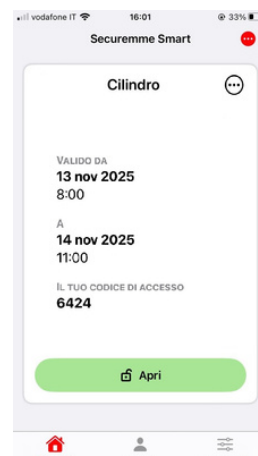 vodafone IT 16:01 33%
Securemme Smart
Cilindro
VALIDO DA
13 nov 2025
8:00
A
14 nov 2025
11:00
IL TUO CODICE DI ACCESSO
6424
Apri